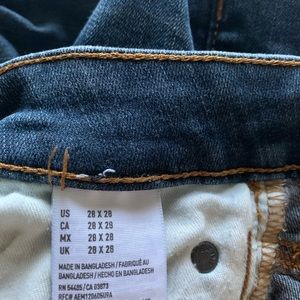 US 28 X 28
CA 28 X 28
MX 28 X 28
UK 28 X 28
MADE IN BANGLADESH / FABRIQUÉ AU
BANGLADESH / HECHO EN BANGLADESH
RN 54485 / CA 03873